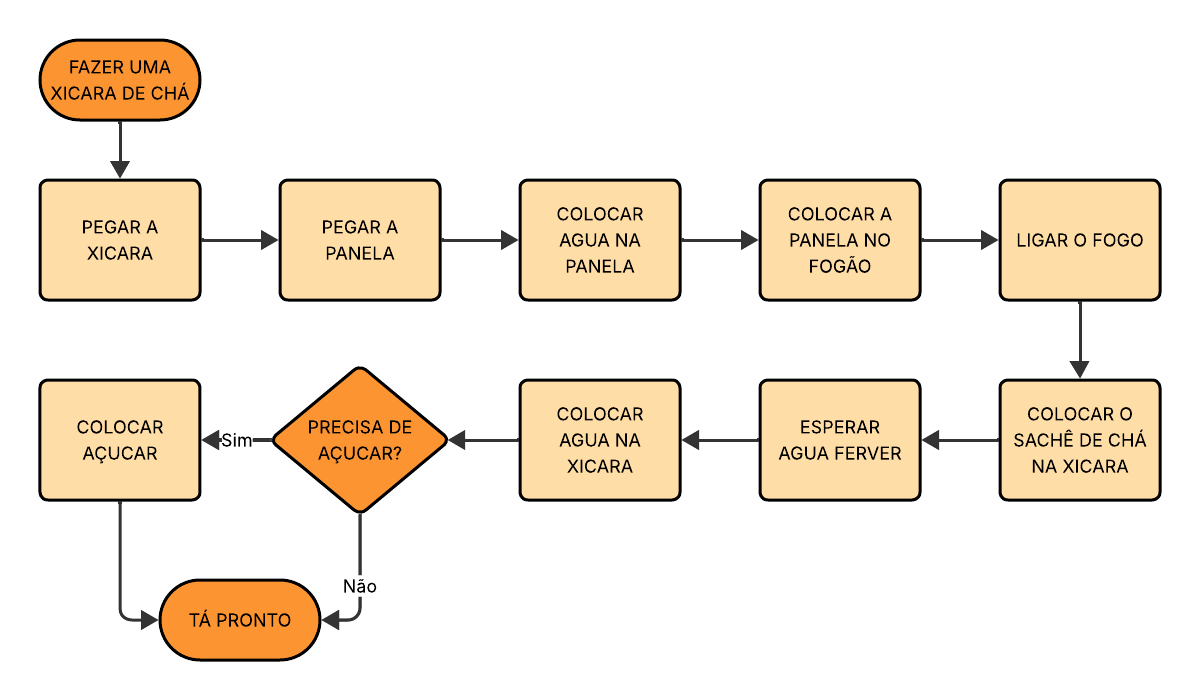 FAZER UMA
XICARA DE CHÁ
PEGAR A
XICARA
PEGAR A
PANELA
COLOCAR
AGUA NA
PANELA
COLOCAR A
PANELA NO
FOGÃO
LIGAR O FOGO
COLOCAR O
SACHÊ DE CHÁ
NA XICARA
ESPERAR
AGUA FERVER
COLOCAR
AGUA NA
XICARA
PRECISA DE
AÇUCAR?
Sim
COLOCAR
AÇUCAR
Não
TÁ PRONTO